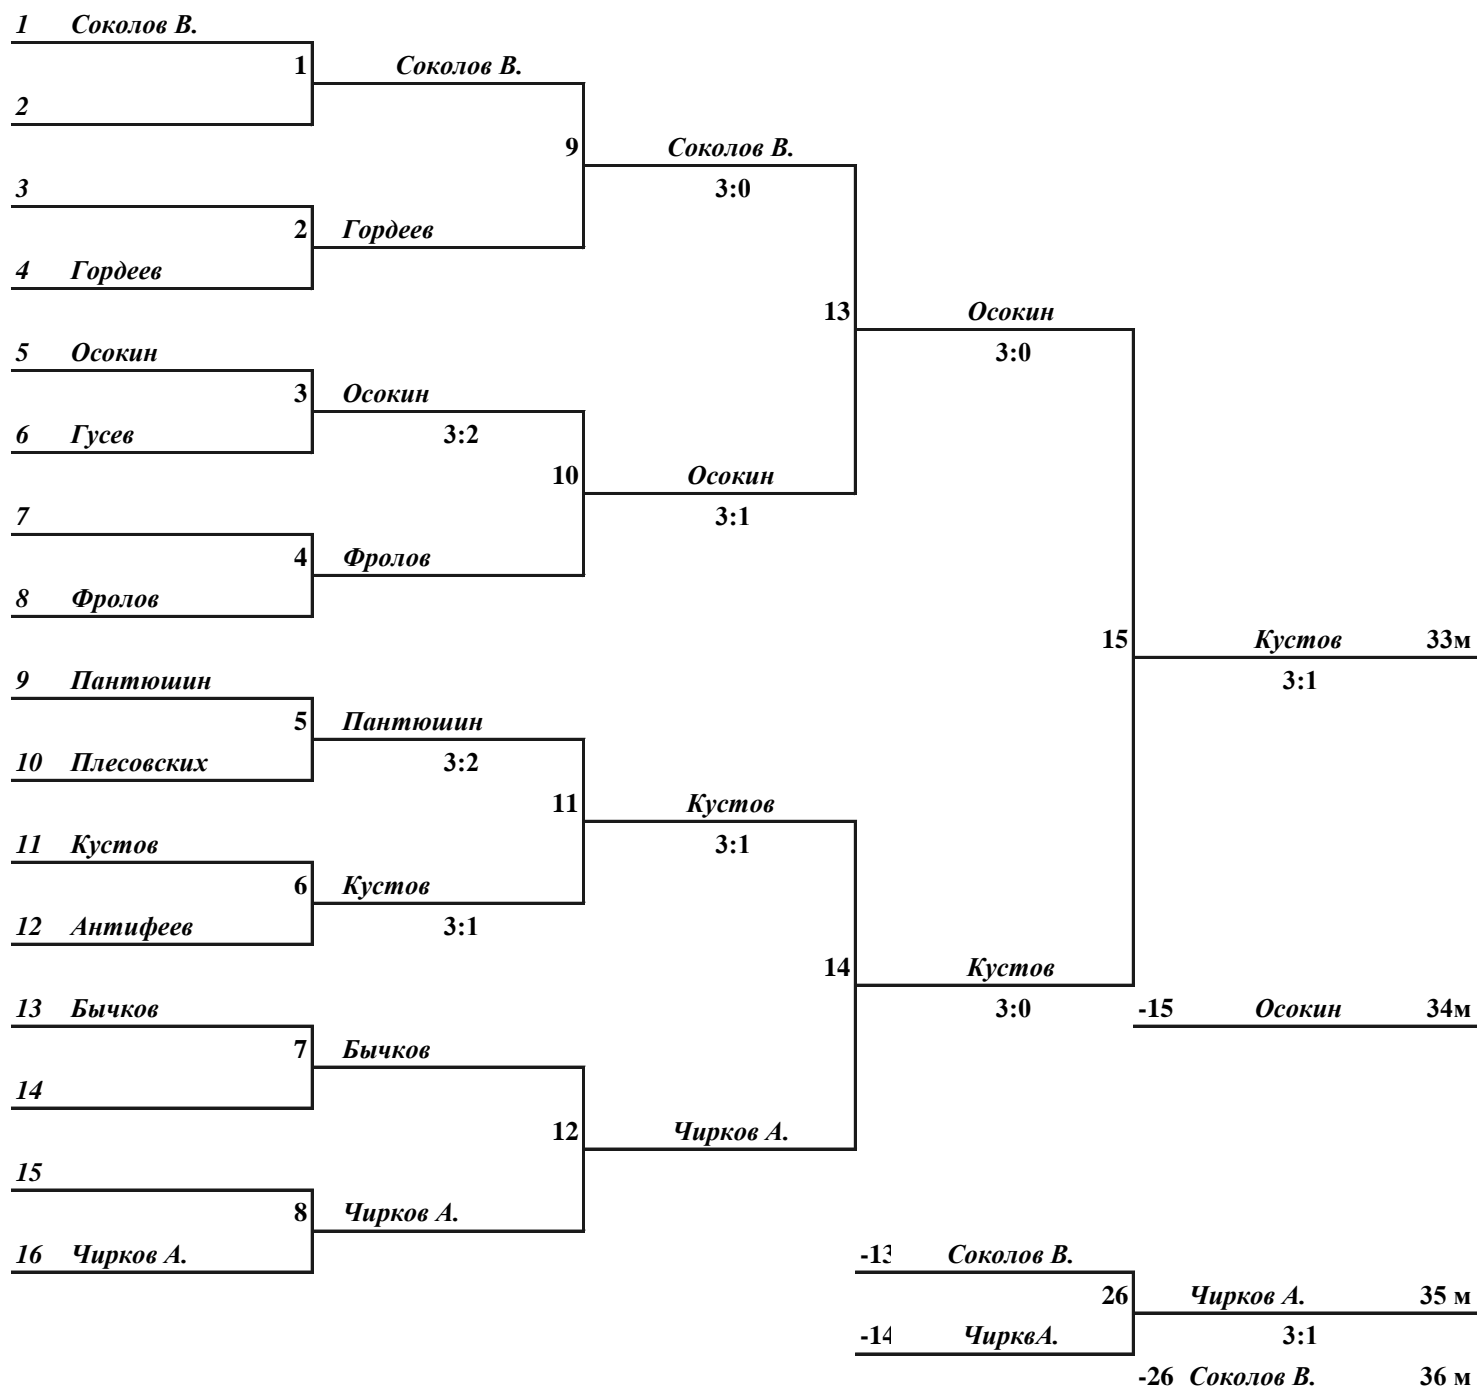 1 Соколов В.
1 Соколов В.
2
9 Соколов В.
3 3:0
2 Гордеев
4 Гордеев
13 Осокин
5 Осокин 3:0
3 Осокин
6 Гусев 3:2
10 Осокин
7 3:1
4 Фролов
8 Фролов
15 Кустов 33м
9 Пантюшин 3:1
5 Пантюшин
10 Плесовских 3:2
11 Кустов
11 Кустов 3:1
6 Кустов
12 Антифеев 3:1
14 Кустов
13 Бычков 3:0 -15 Осокин 34м
7 Бычков
14
12 Чирков А.
15
8 Чирков А.
16 Чирков А. -13 Соколов В.
26 Чирков А. 35 м
-14 ЧирквА. 3:1
-26 Соколов В. 36 м